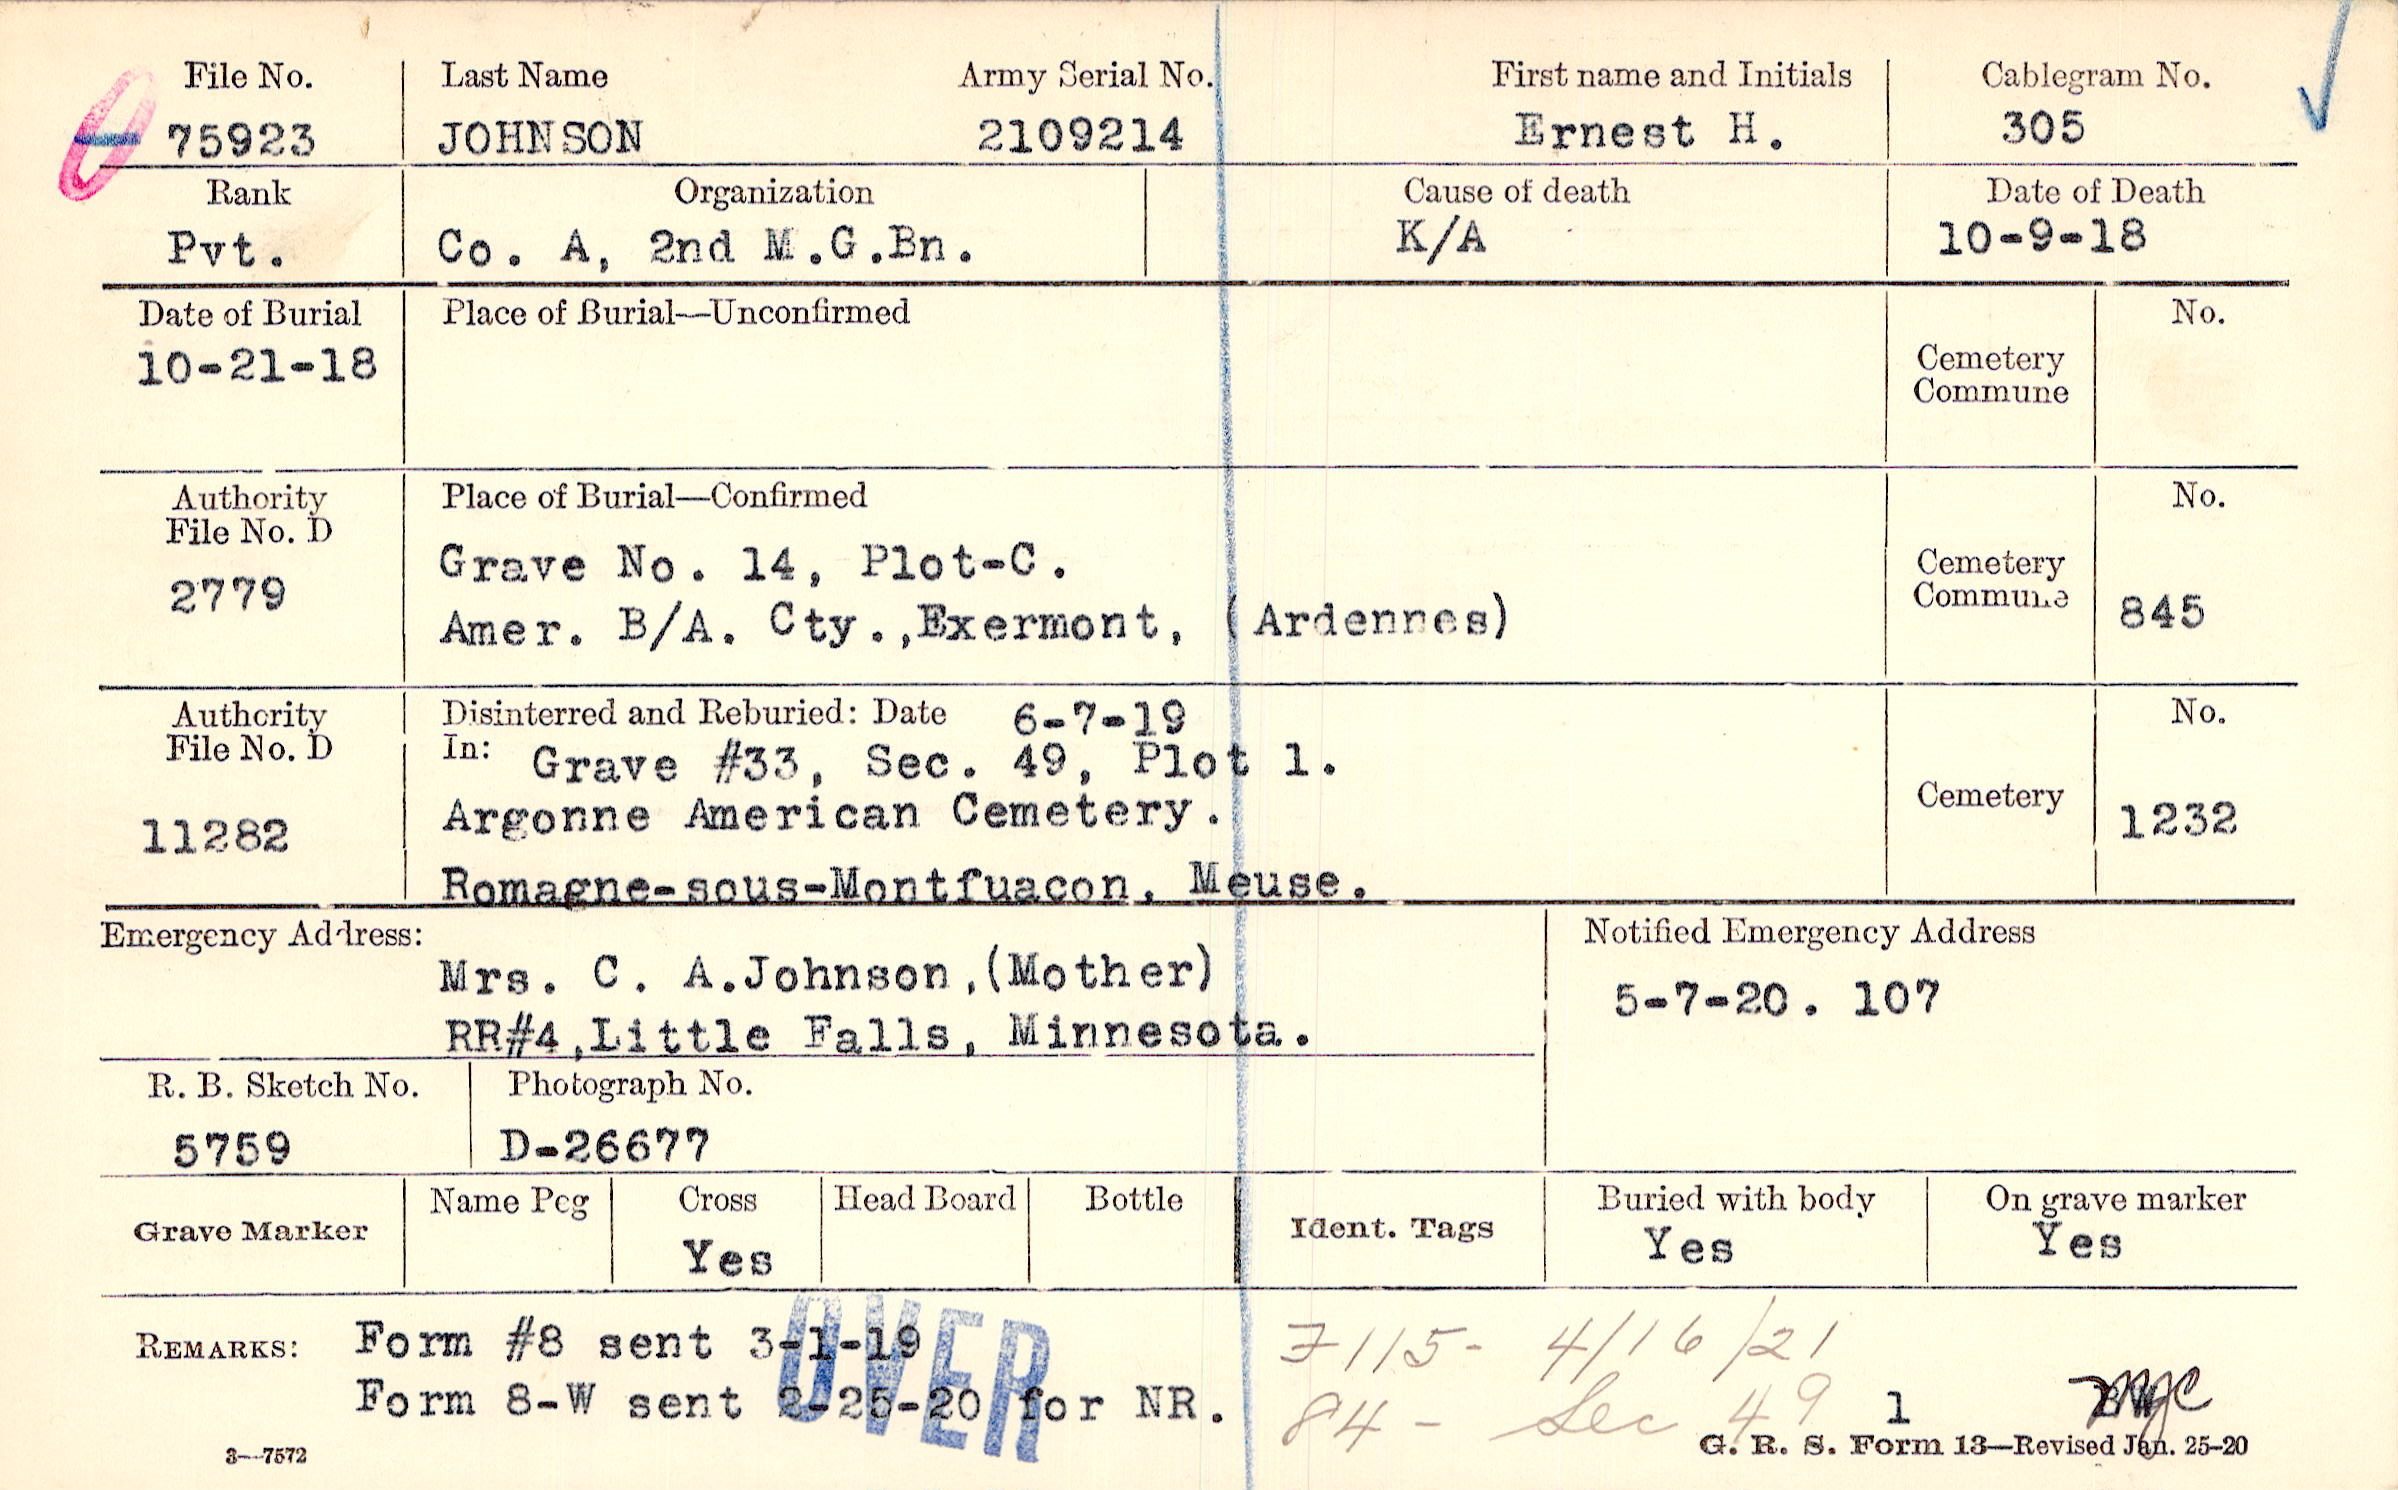 File No. Last Name Army Serial No. First name and Initials Cablegram No.
75923 JOHNSON 2109214 Ernest H. 305
Rank Organization Cause of death Date of Death
Pvt. Co. A, 2nd M.G.Bn. K/A 10-9-18
Date of Burial Place of Burial—Unconfirmed No.
10-21-18
Cemetery
Commune
Authority Place of Burial—Confirmed No.
File No. D
2779
Grave No. 14, Plot-C.
Amer. B/A. Cty.,Exermont, (Ardennes)
Cemetery
Commune
845
Authority Disinterred and Reburied: Date 6-7-19 No.
File No. D In: Grave #33, Sec. 49, Plot 1.
11282 Argonne American Cemetery. Cemetery 1232
Romagne-sous-Montfuacon, Meuse.
Emergency Address: Notified Emergency Address
Mrs. C. A.Johnson,(Mother) 5-7-20. 107
RR#4,Little Falls, Minnesota.
R. B. Sketch No. Photograph No.
5759 D-26677
Grave Marker Name Peg Cross Head Board Bottle Ident. Tags Buried with body On grave marker
Yes Yes Yes
REMARKS: Form #8 sent 3-1-19
Form 8-W sent 2-25-20 for NR.
OVER
7115- 4/16/21
84 - Sec 49 1
3—7572 G. R. S. Form 13—Revised Jan. 25-20